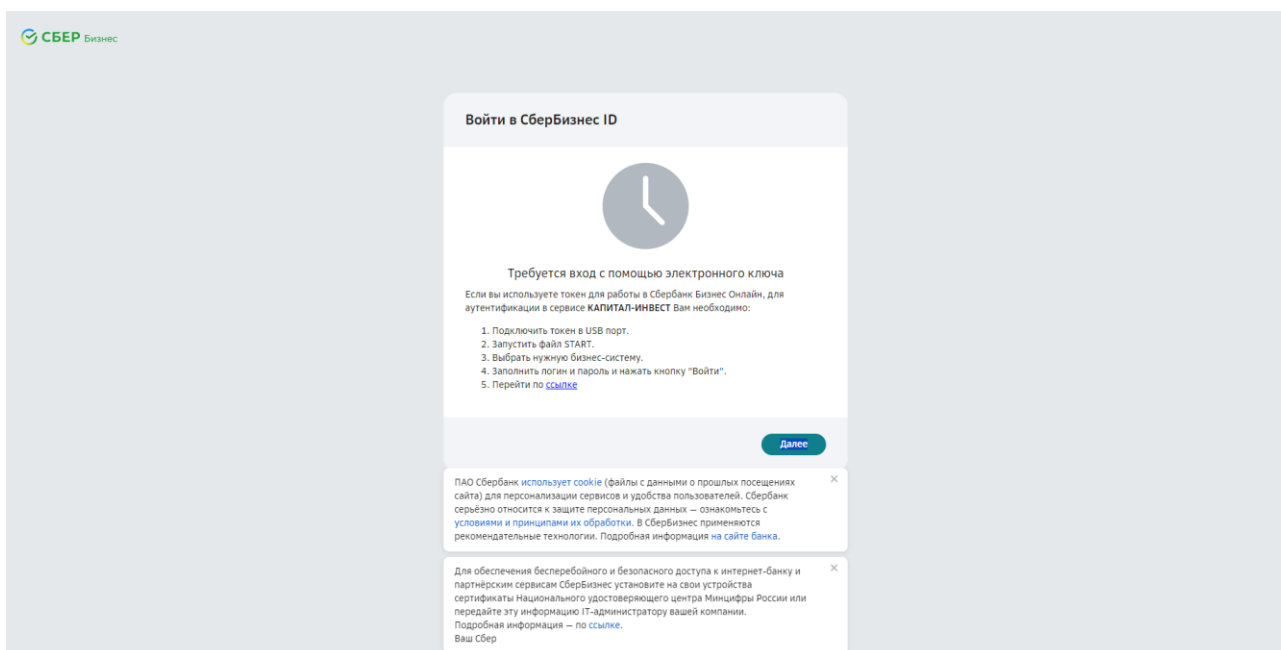 СБЕР Бизнес
Войти в СберБизнес ID
Требуется вход с помощью электронного ключа
Если вы используете токен для работы в Сбербанк Бизнес Онлайн, для
аутентификации в сервисе КАПИТАЛ-ИНВЕСТ Вам необходимо:
1. Подключить токен в USB порт.
2. Запустить файл START.
3. Выбрать нужную бизнес-систему.
4. Заполнить логин и пароль и нажать кнопку "Войти".
5. Перейти по ссылке
Далее
ПАО Сбербанк использует cookie (файлы с данными о прошлых посещениях
сайта) для персонализации сервисов и удобства пользователей. Сбербанк
серьёзно относится к защите персональных данных — ознакомьтесь с
условиями и принципами их обработки. В СберБизнес применяются
рекомендательные технологии. Подробная информация на сайте банка.
Для обеспечения бесперебойного и безопасного доступа к интернет-банку и
партнёрским сервисам СберБизнес установите на свои устройства
сертификаты Национального удостоверяющего центра Минцифры России или
передайте эту информацию IT-администратору вашей компании.
Подробная информация — по ссылке.
Ваш Сбер